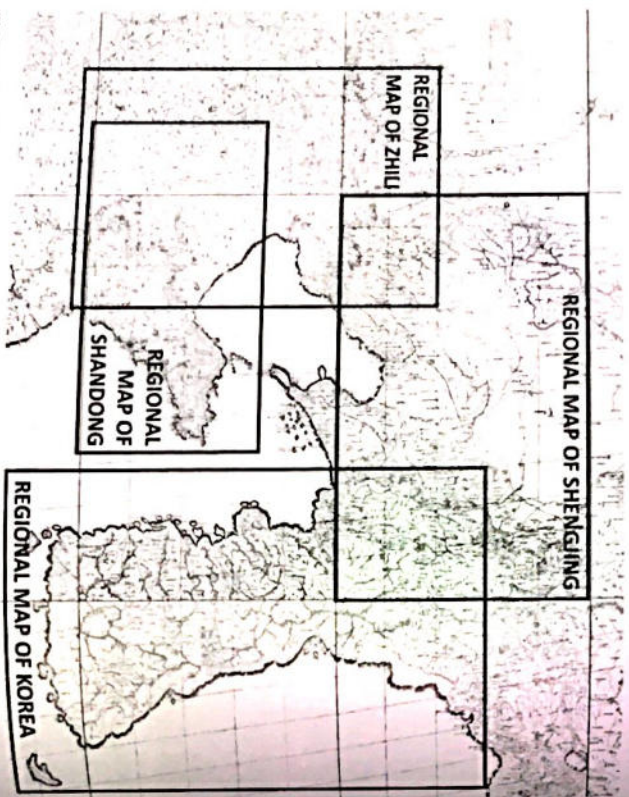 REGIONAL
MAP OF ZHILI
REGIONAL MAP OF SHENGJING
REGIONAL
MAP OF
SHANDONG
REGIONAL MAP OF KOREA